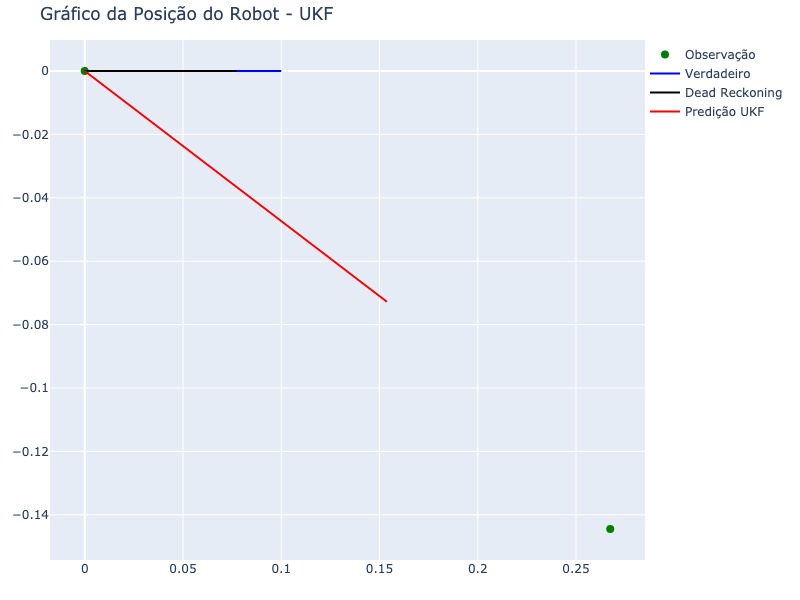 Gráfico da Posição do Robot - UKF
Observação
Verdadeiro
Dead Reckoning
Predição UKF
0
−0.02
−0.04
−0.06
−0.08
−0.1
−0.12
−0.14
0
0.05
0.1
0.15
0.2
0.25